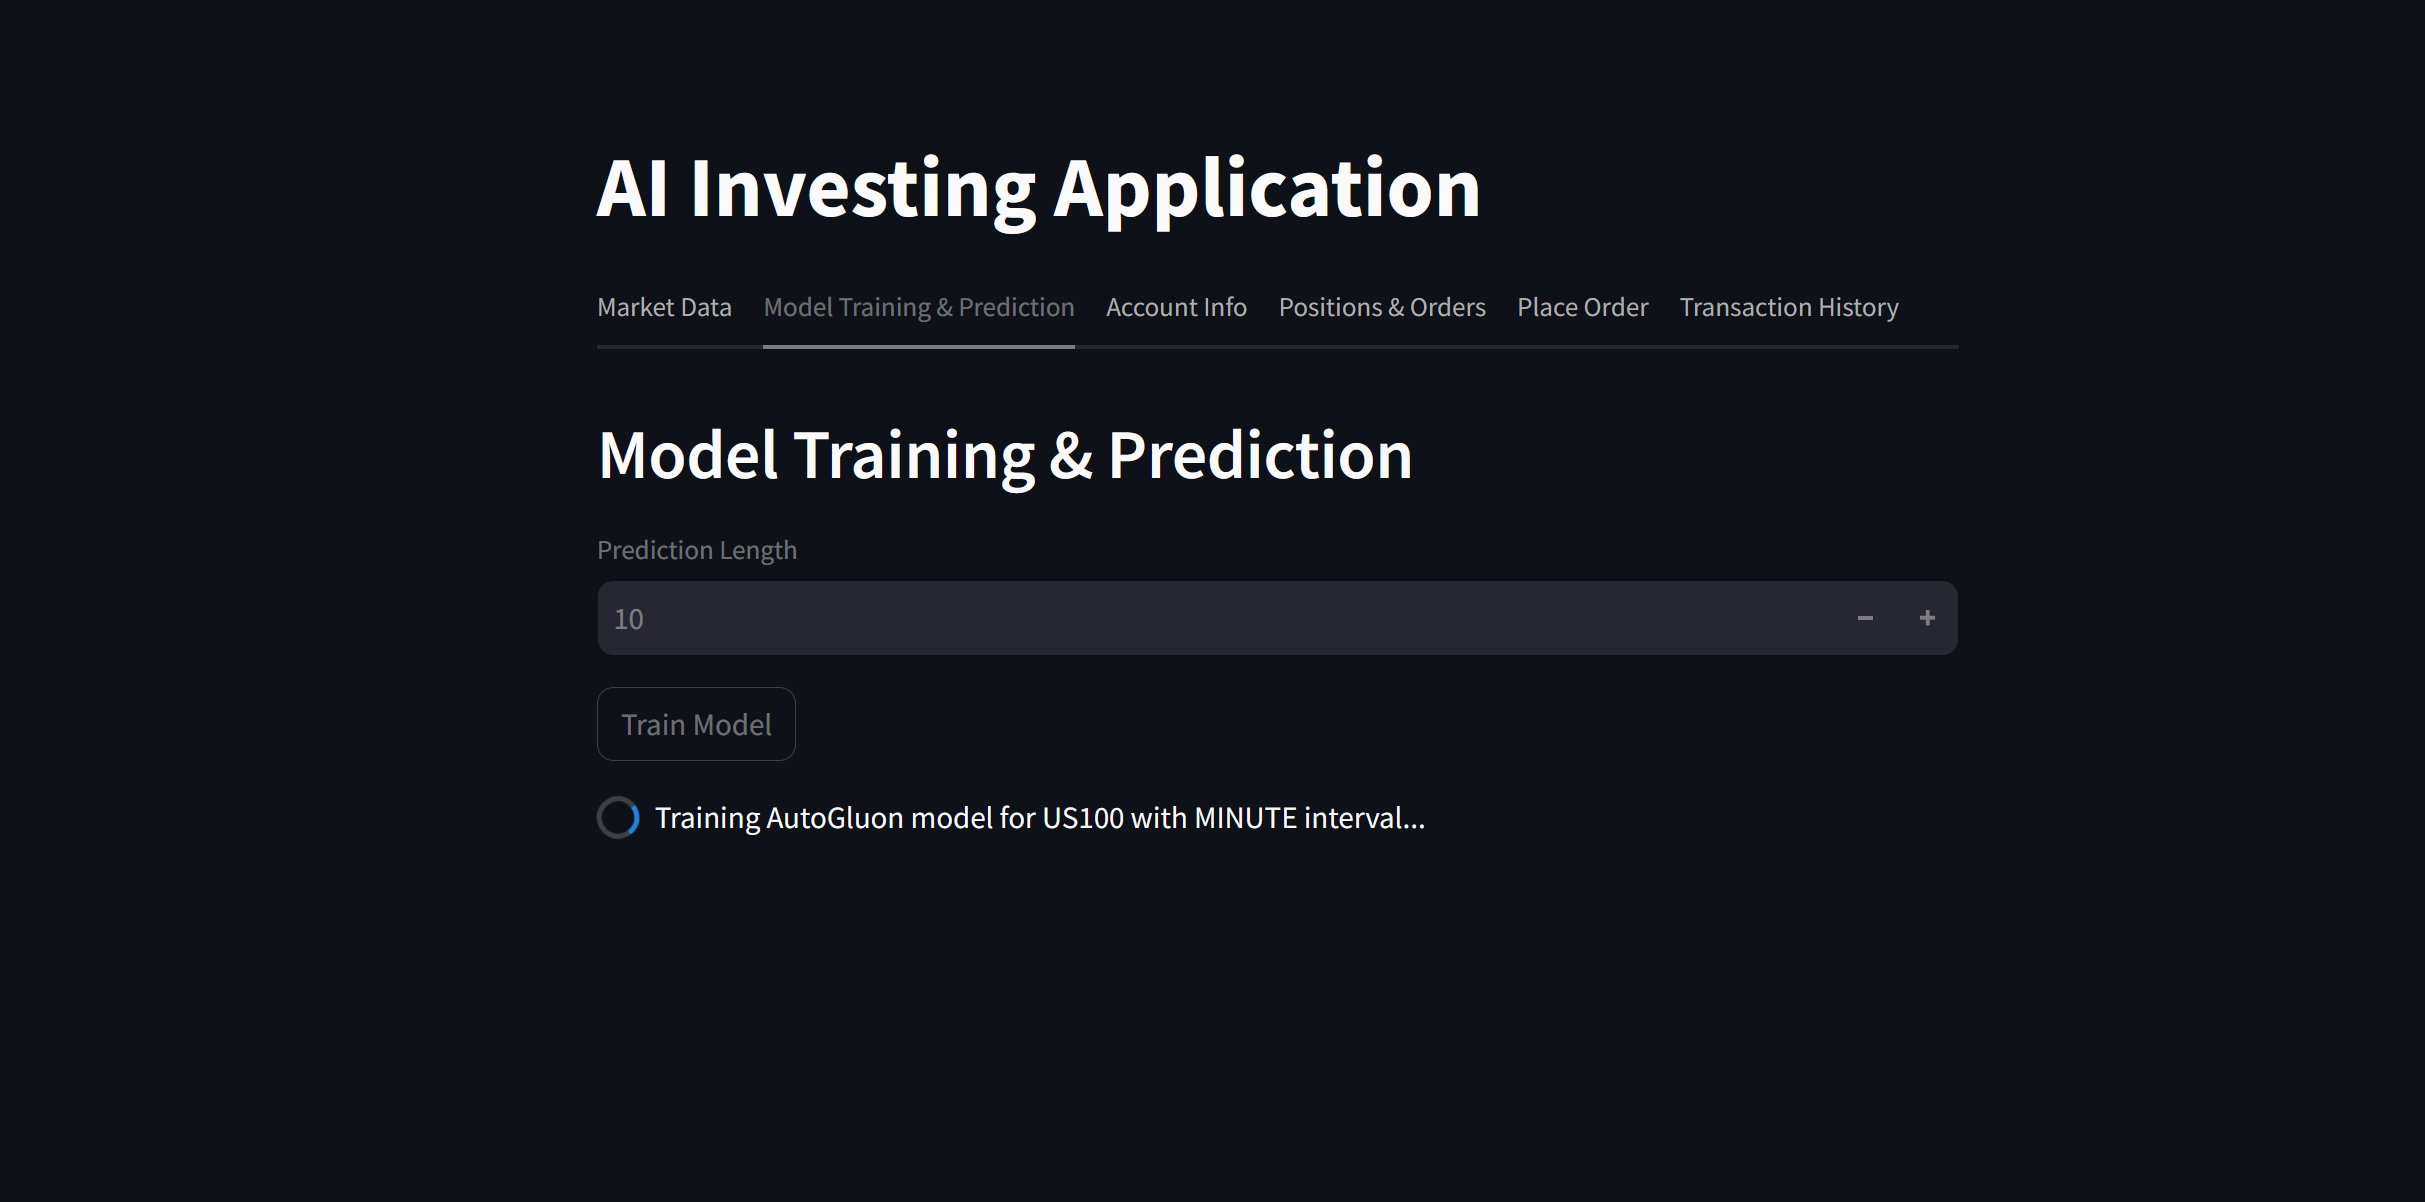 AI Investing Application
Market Data Model Training & Prediction Account Info Positions & Orders Place Order Transaction History
Model Training & Prediction
Prediction Length
10
Train Model
Training AutoGluon model for US100 with MINUTE interval...